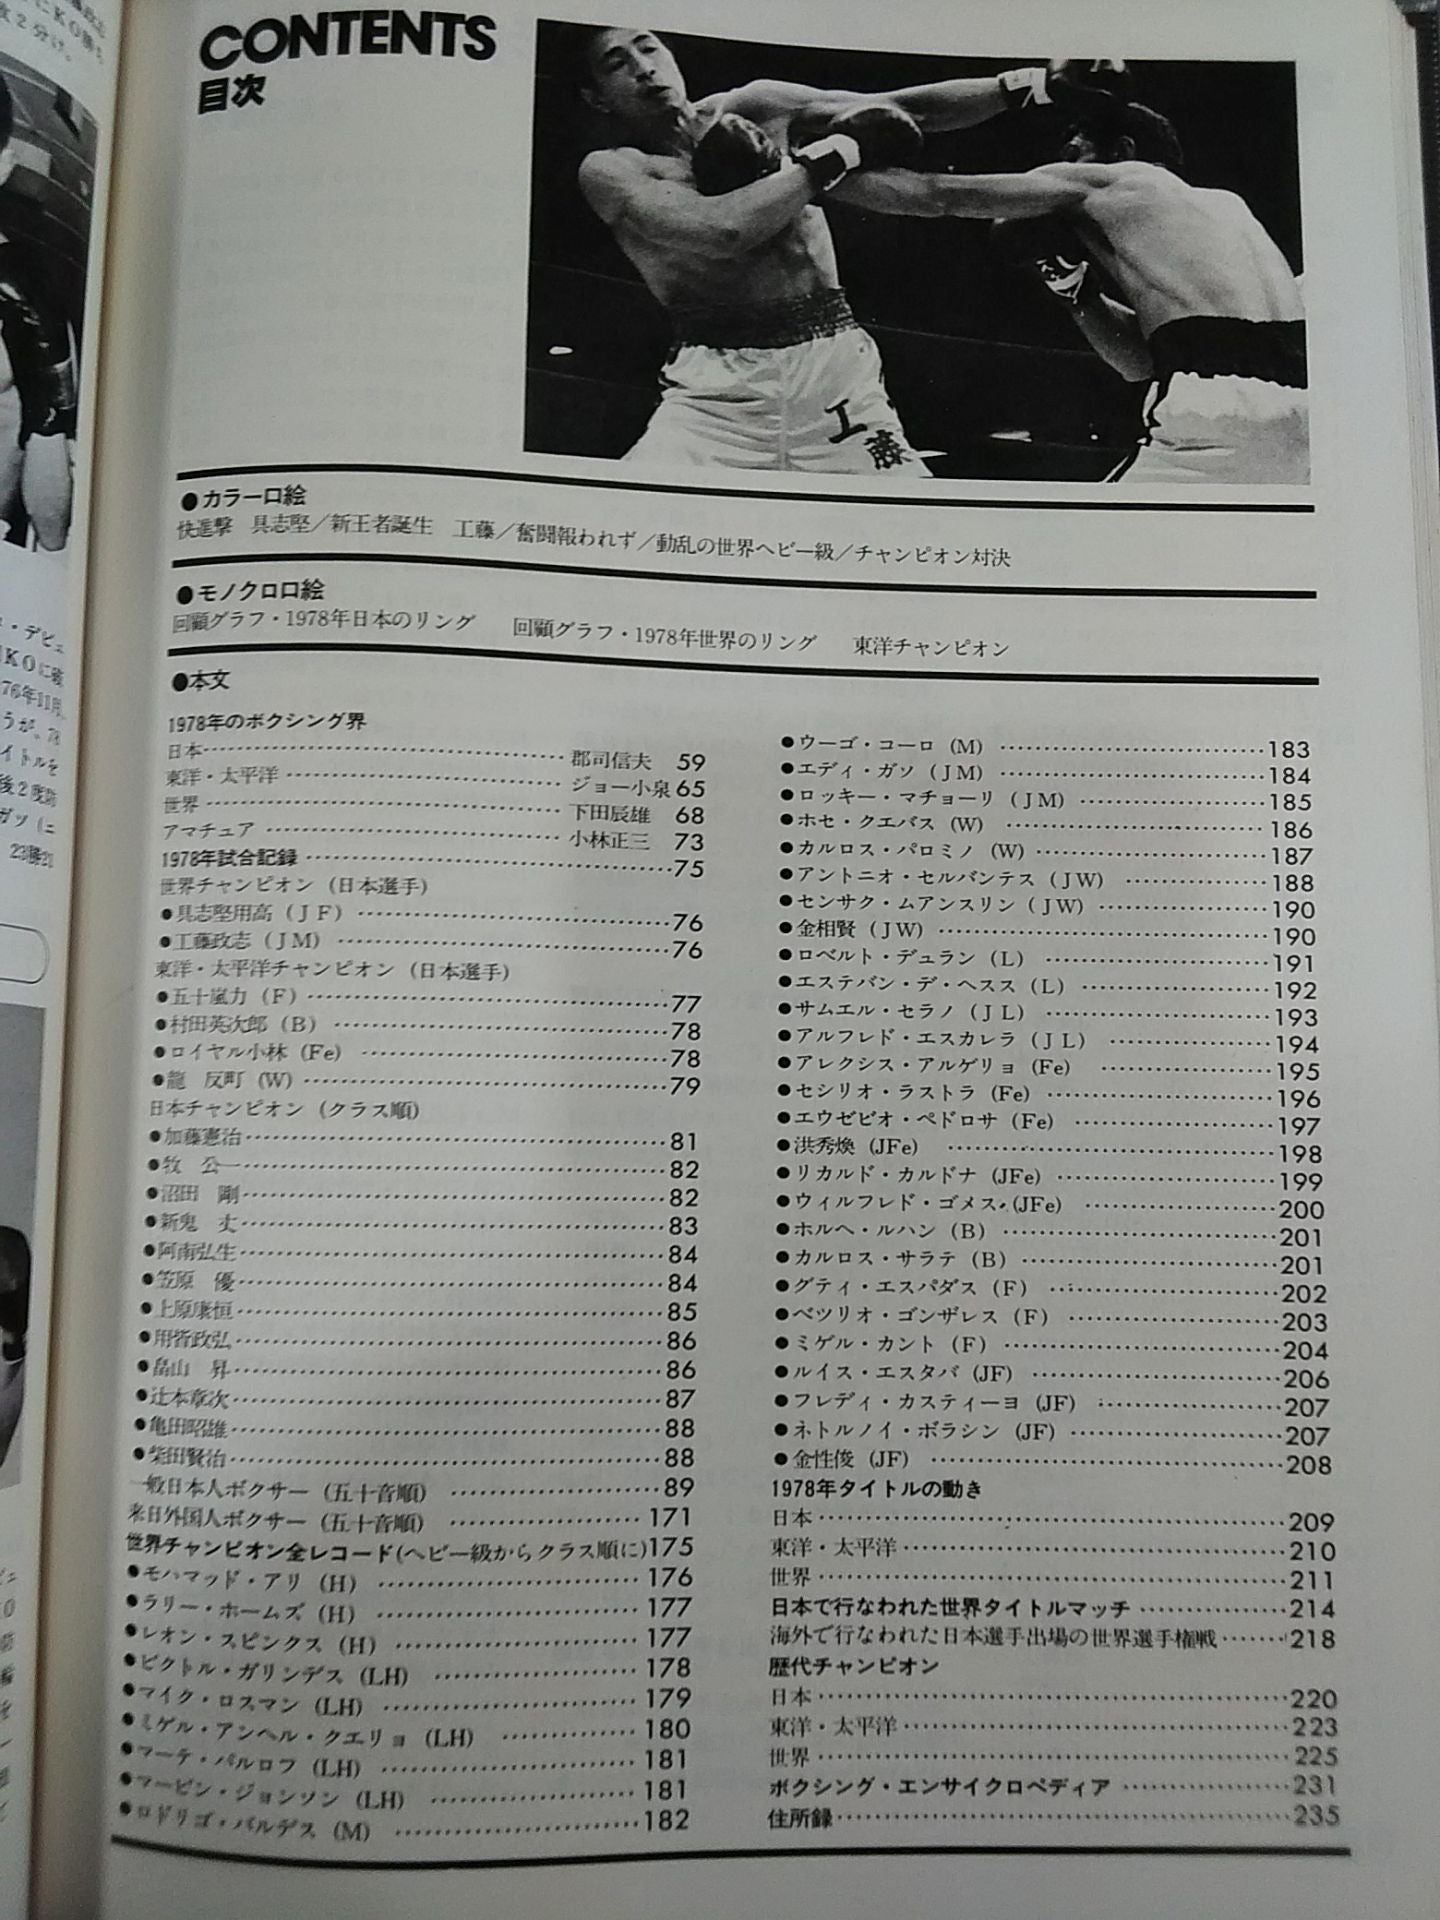 CONTENTS
目次
工藤
●カラー口絵
快進撃　具志堅／新王者誕生　工藤／奮闘報われず／動乱の世界ヘビー級／チャンピオン対決
●モノクロ口絵
回顧グラフ・1978年日本のリング　回顧グラフ・1978年世界のリング　東洋チャンピオン
●本文
1978年のボクシング界
日本……郡司信夫 59
東洋・太平洋……ジョー小泉 65
世界……下田辰雄 68
アマチュア……小林正三 73
1978年試合記録……75
世界チャンピオン（日本選手）
●具志堅用高（JF）……76
●工藤政志（JM）……76
東洋・太平洋チャンピオン（日本選手）
●五十嵐力（F）……77
●村田英次郎（B）……78
●ロイヤル小林（Fe）……78
●龍　反町（W）……79
日本チャンピオン（クラス順）
●加藤憲治……81
●牧　公一……82
●沼田　剛……82
●新鬼　丈……83
●阿南弘生……84
●笠原　優……84
●上原康恒……85
●用皆政弘……86
●畠山　昇……86
●辻本章次……87
●亀田昭雄……88
●柴田賢治……88
一般日本人ボクサー（五十音順）……89
来日外国人ボクサー（五十音順）……171
世界チャンピオン全レコード(ヘビー級からクラス順に)175
●モハマッド・アリ（H）……176
●ラリー・ホームズ（H）……177
●レオン・スピンクス（H）……177
●ビクトル・ガリンデス（LH）……178
●マイク・ロスマン（LH）……179
●ミゲル・アンヘル・クエリョ（LH）……180
●マーテ・パルロフ（LH）……181
●マービン・ジョンソン（LH）……181
●ロドリゴ・バルデス（M）……182
●ウーゴ・コーロ（M）……183
●エディ・ガソ（JM）……184
●ロッキー・マチョーリ（JM）……185
●ホセ・クエバス（W）……186
●カルロス・パロミノ（W）……187
●アントニオ・セルバンテス（JW）……188
●センサク・ムアンスリン（JW）……190
●金相賢（JW）……190
●ロベルト・デュラン（L）……191
●エステバン・デ・ヘスス（L）……192
●サムエル・セラノ（JL）……193
●アルフレド・エスカレラ（JL）……194
●アレクシス・アルゲリョ（Fe）……195
●セシリオ・ラストラ（Fe）……196
●エウゼビオ・ペドロサ（Fe）……197
●洪秀煥（JFe）……198
●リカルド・カルドナ（JFe）……199
●ウィルフレド・ゴメス（JFe）……200
●ホルヘ・ルハン（B）……201
●カルロス・サラテ（B）……201
●グティ・エスパダス（F）……202
●ベツリオ・ゴンザレス（F）……203
●ミゲル・カント（F）……204
●ルイス・エスタバ（JF）……206
●フレディ・カスティーヨ（JF）……207
●ネトルノイ・ボラシン（JF）……207
●金性俊（JF）……208
1978年タイトルの動き
日本……209
東洋・太平洋……210
世界……211
日本で行なわれた世界タイトルマッチ……214
海外で行なわれた日本選手出場の世界選手権戦……218
歴代チャンピオン
日本……220
東洋・太平洋……223
世界……225
ボクシング・エンサイクロペディア……231
住所録……235